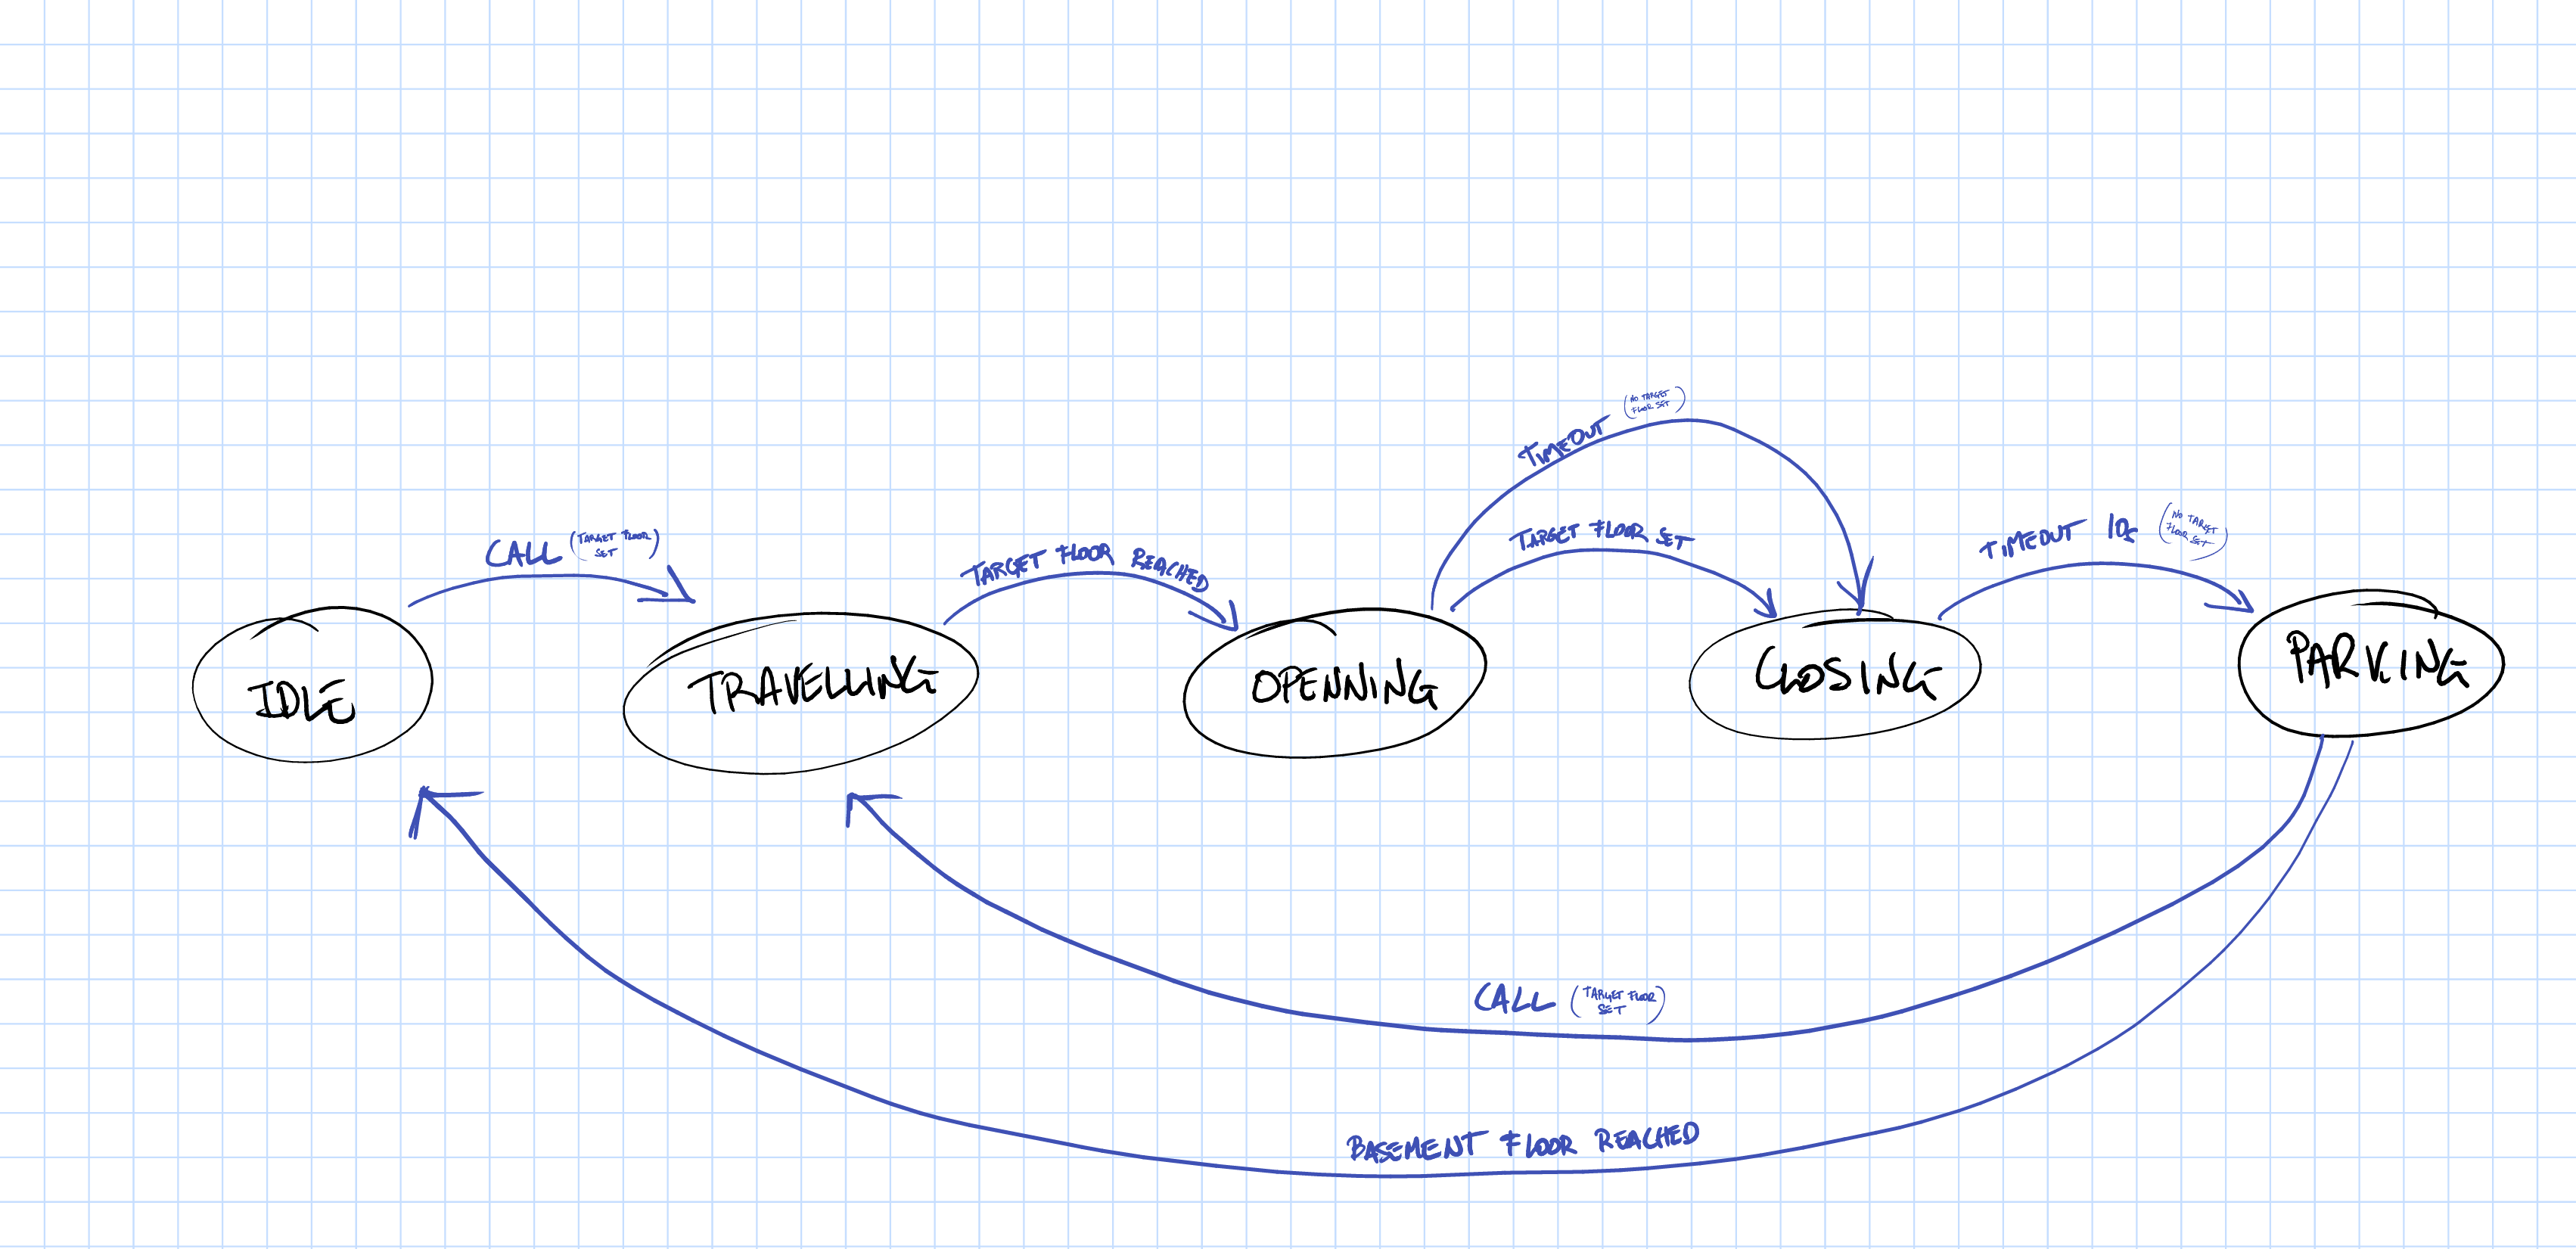 (NO TARGET
FLOOR SET)
TIMEOUT
CALL (TARGET FLOOR
SET)
TARGET FLOOR REACHED
TARGET FLOOR SET
TIMEOUT 10s (NO TARGET
FLOOR SET)
IDLE
TRAVELLING
OPENNING
CLOSING
PARKING
CALL (TARGET FLOOR
SET)
BASEMENT FLOOR REACHED